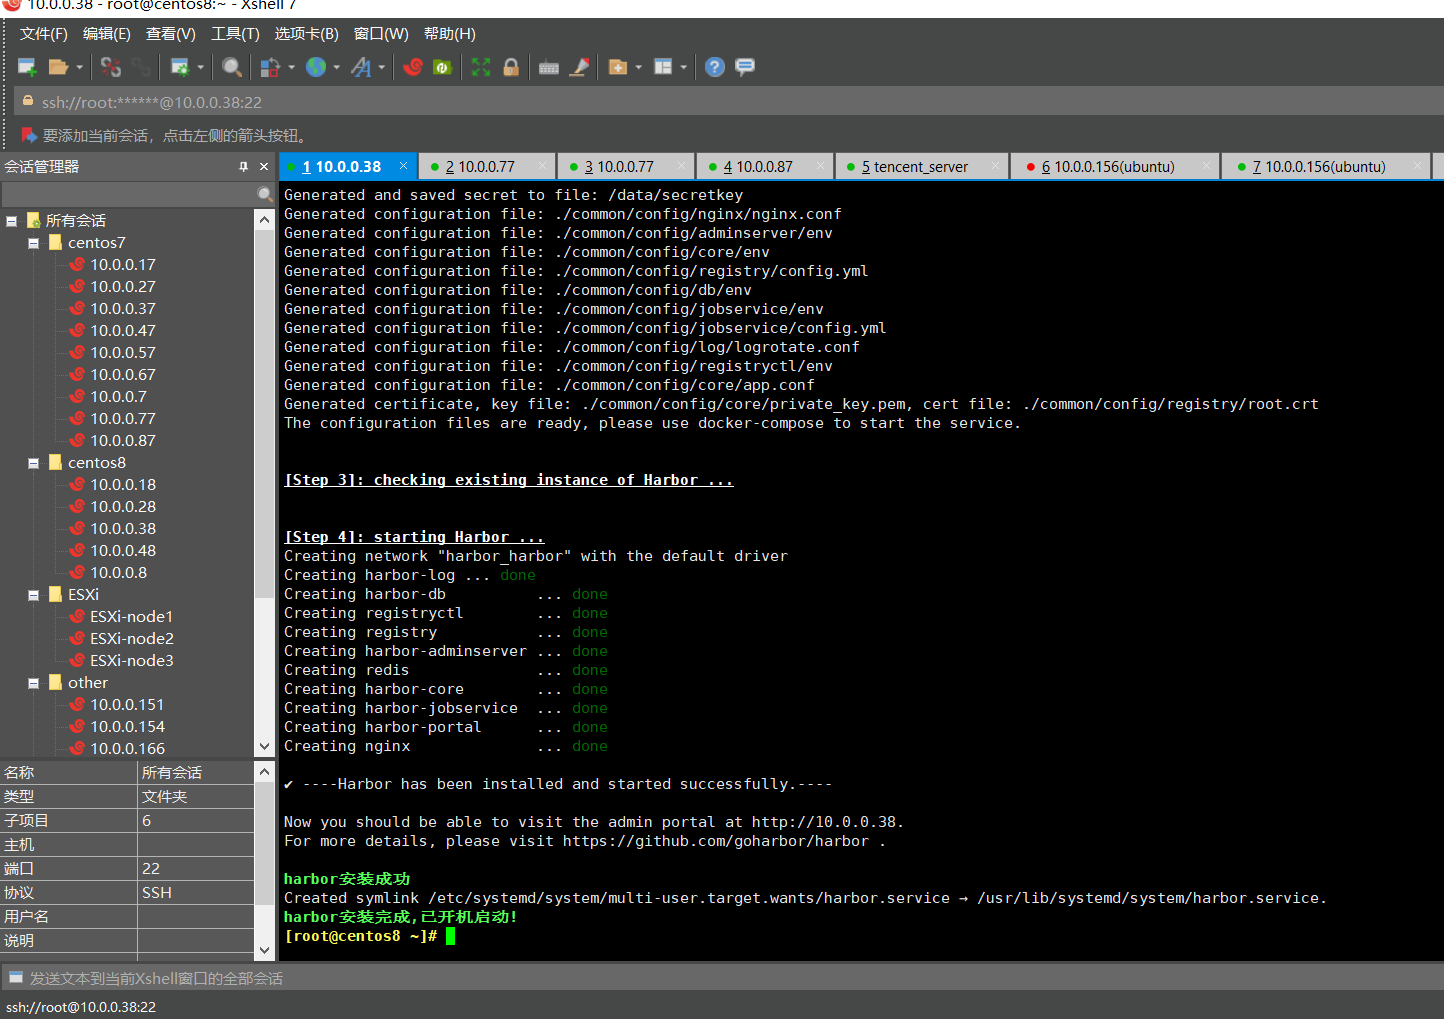 10.0.0.38 - root@centos8:~ - Xshell 7
文件(F) 编辑(E) 查看(V) 工具(T) 选项卡(B) 窗口(W) 帮助(H)
ssh://root:******@10.0.0.38:22
要添加当前会话，点击左侧的箭头按钮。
会话管理器
1 10.0.0.38 2 10.0.0.77 3 10.0.0.77 4 10.0.0.87 5 tencent_server 6 10.0.0.156(ubuntu) 7 10.0.0.156(ubuntu)
所有会话
centos7
10.0.0.17
10.0.0.27
10.0.0.37
10.0.0.47
10.0.0.57
10.0.0.67
10.0.0.7
10.0.0.77
10.0.0.87
centos8
10.0.0.18
10.0.0.28
10.0.0.38
10.0.0.48
10.0.0.8
ESXi
ESXi-node1
ESXi-node2
ESXi-node3
other
10.0.0.151
10.0.0.154
10.0.0.166
名称 所有会话
类型 文件夹
子项目 6
主机
端口 22
协议 SSH
用户名
说明
Generated and saved secret to file: /data/secretkey
Generated configuration file: ./common/config/nginx/nginx.conf
Generated configuration file: ./common/config/adminserver/env
Generated configuration file: ./common/config/core/env
Generated configuration file: ./common/config/registry/config.yml
Generated configuration file: ./common/config/db/env
Generated configuration file: ./common/config/jobservice/env
Generated configuration file: ./common/config/jobservice/config.yml
Generated configuration file: ./common/config/log/logrotate.conf
Generated configuration file: ./common/config/registryctl/env
Generated configuration file: ./common/config/core/app.conf
Generated certificate, key file: ./common/config/core/private_key.pem, cert file: ./common/config/registry/root.crt
The configuration files are ready, please use docker-compose to start the service.
[Step 3]: checking existing instance of Harbor ...
[Step 4]: starting Harbor ...
Creating network "harbor_harbor" with the default driver
Creating harbor-log ... done
Creating harbor-db ... done
Creating registryctl ... done
Creating registry ... done
Creating harbor-adminserver ... done
Creating redis ... done
Creating harbor-core ... done
Creating harbor-jobservice ... done
Creating harbor-portal ... done
Creating nginx ... done
✔ ----Harbor has been installed and started successfully.----
Now you should be able to visit the admin portal at http://10.0.0.38.
For more details, please visit https://github.com/goharbor/harbor .
harbor安装成功
Created symlink /etc/systemd/system/multi-user.target.wants/harbor.service → /usr/lib/systemd/system/harbor.service.
harbor安装完成,已开机启动!
[root@centos8 ~]#
发送文本到当前Xshell窗口的全部会话
ssh://root@10.0.0.38:22